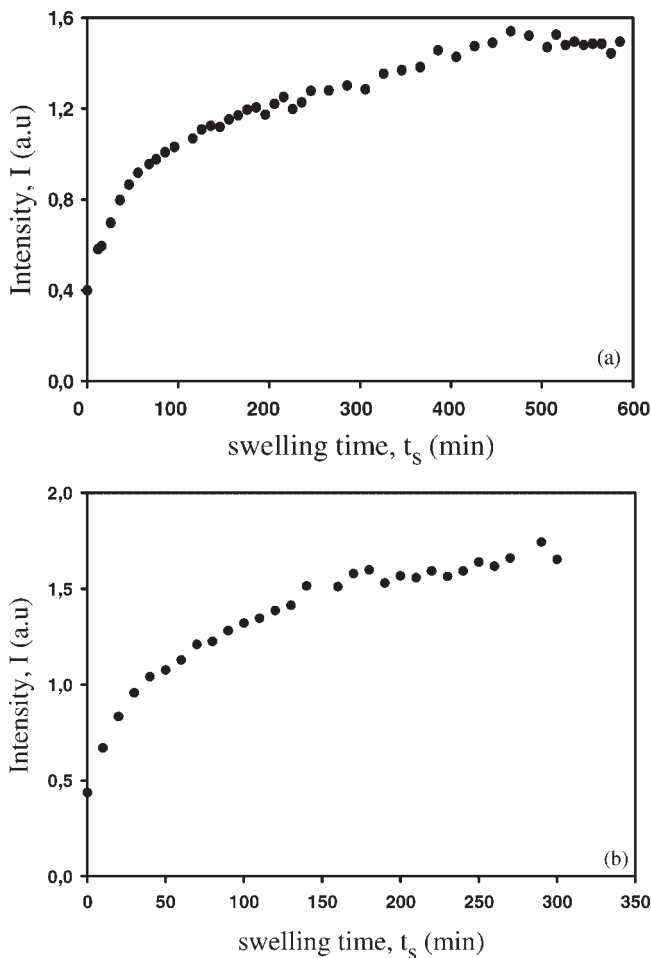 1,6
1,2
0,8
0,4
0,0
Intensity, I (a.u)
(a)
0 100 200 300 400 500 600
swelling time, tₛ (min)
2,0
1,5
1,0
0,5
0,0
Intensity, I (a.u)
(b)
0 50 100 150 200 250 300 350
swelling time, tₛ (min)